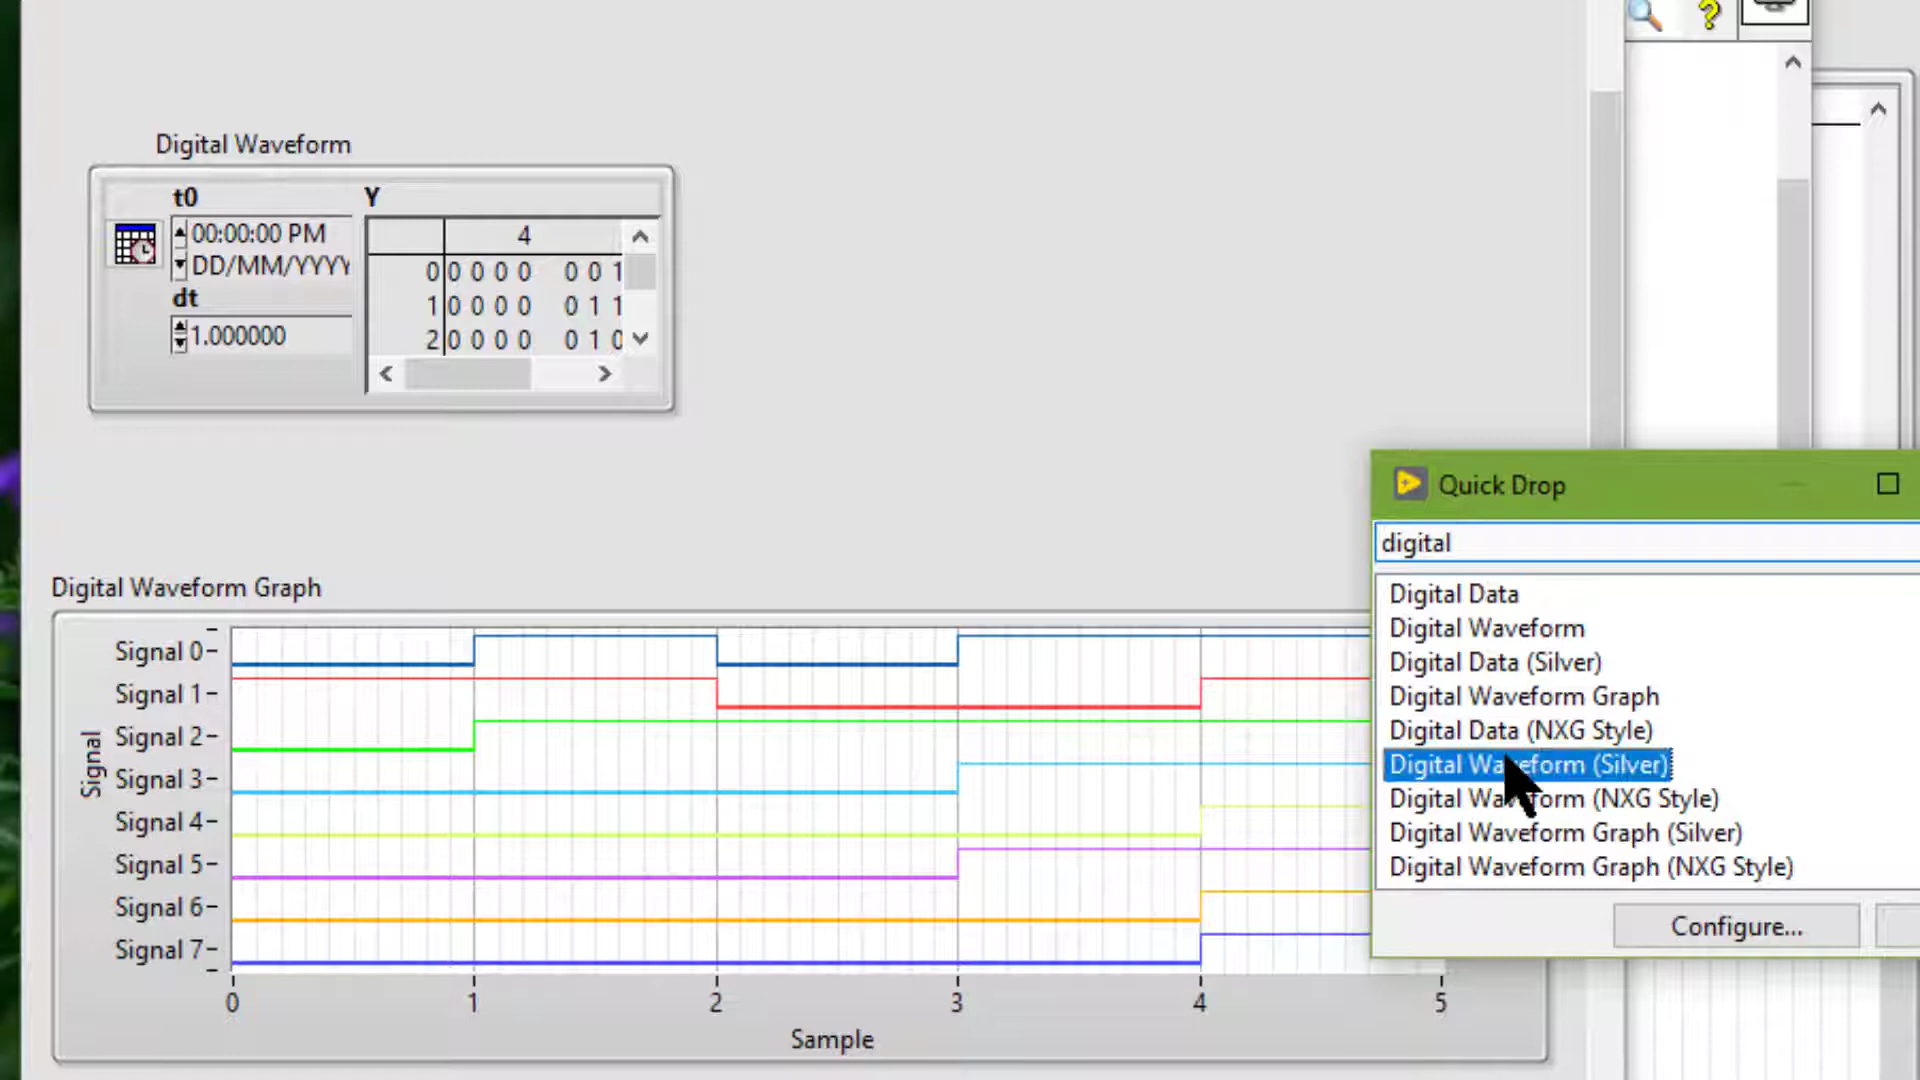 Digital Waveform
t0
Y
00:00:00 PM
DD/MM/YYYY
dt
1.000000
4
0 0 0 0 0 0 0 1
1 0 0 0 0 0 1 1
2 0 0 0 0 0 1 0
Quick Drop
digital
Digital Data
Digital Waveform
Digital Data (Silver)
Digital Waveform Graph
Digital Data (NXG Style)
Digital Waveform (Silver)
Digital Waveform (NXG Style)
Digital Waveform Graph (Silver)
Digital Waveform Graph (NXG Style)
Configure...
Digital Waveform Graph
Signal
Signal 0
Signal 1
Signal 2
Signal 3
Signal 4
Signal 5
Signal 6
Signal 7
0 1 2 3 4 5
Sample